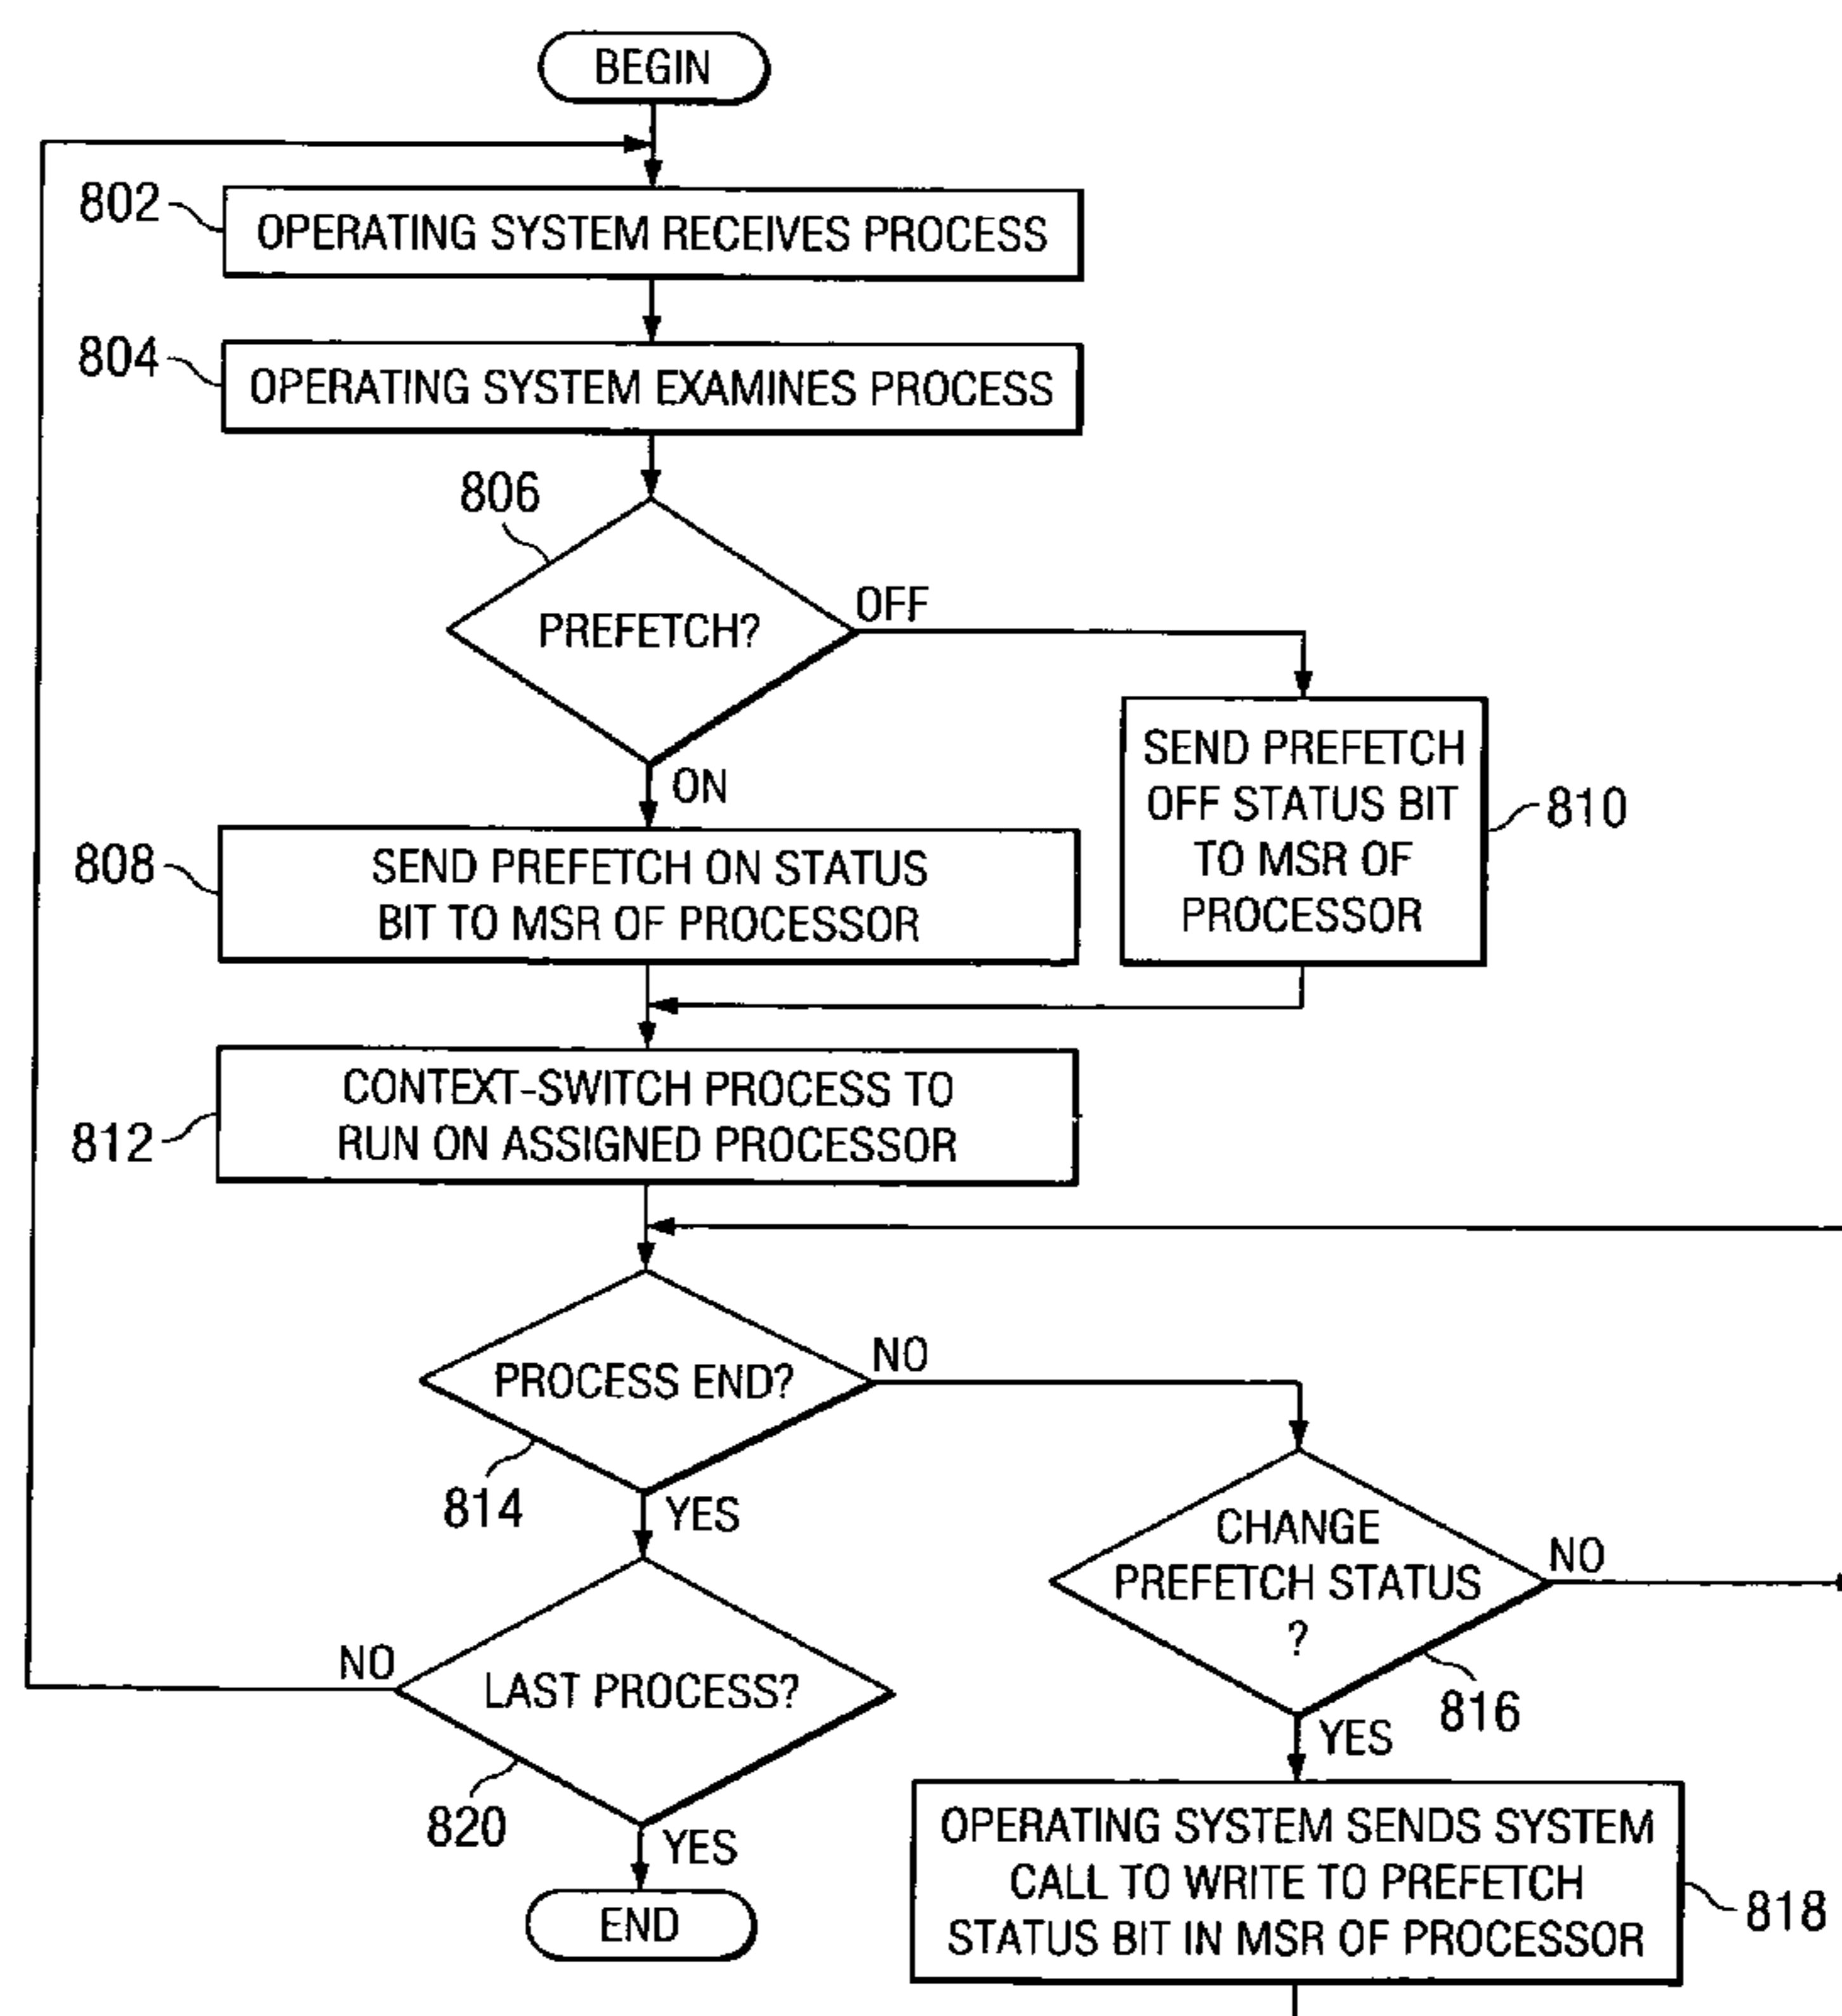 BEGIN
802
OPERATING SYSTEM RECEIVES PROCESS
804
OPERATING SYSTEM EXAMINES PROCESS
806
PREFETCH?
OFF
ON
SEND PREFETCH
OFF STATUS BIT
TO MSR OF
PROCESSOR
810
808
SEND PREFETCH ON STATUS
BIT TO MSR OF PROCESSOR
812
CONTEXT-SWITCH PROCESS TO
RUN ON ASSIGNED PROCESSOR
PROCESS END?
NO
814
YES
CHANGE
PREFETCH STATUS
?
NO
816
YES
NO
LAST PROCESS?
820
YES
END
OPERATING SYSTEM SENDS SYSTEM
CALL TO WRITE TO PREFETCH
STATUS BIT IN MSR OF PROCESSOR
818